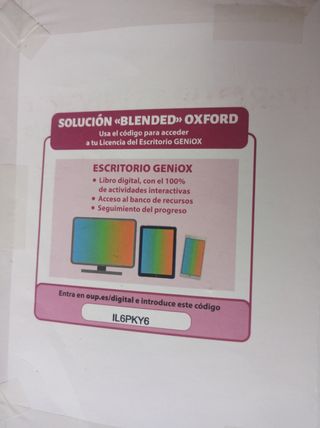 SOLUCIÓN «BLENDED» OXFORD
Usa el código para acceder
a tu Licencia del Escritorio GENiOX
ESCRITORIO GENiOX
• Libro digital, con el 100%
de actividades interactivas
• Acceso al banco de recursos
• Seguimiento del progreso
Entra en oup.es/digital e introduce este código
IL6PKY6